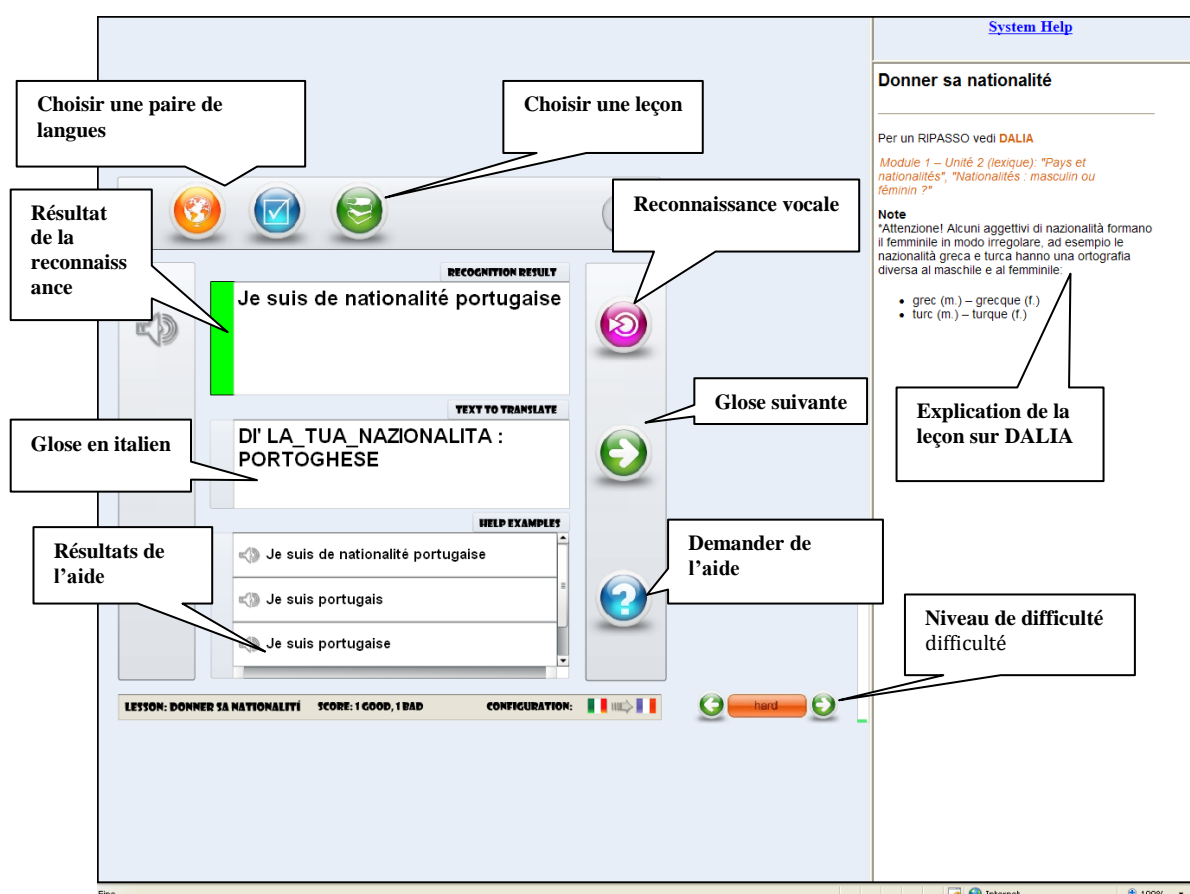 System Help
Donner sa nationalité
Choisir une paire de
langues
Choisir une leçon
Per un RIPASSO vedi DALIA
Module 1 – Unité 2 (lexique): "Pays et
nationalités", "Nationalités : masculin ou
féminin ?"
Note
*Attenzione! Alcuni aggettivi di nazionalità formano
il femminile in modo irregolare, ad esempio le
nazionalità greca e turca hanno una ortografia
diversa al maschile e al femminile:
• grec (m.) – grecque (f.)
• turc (m.) – turque (f.)
Résultat
de la
reconnaiss
ance
Reconnaissance vocale
RECOGNITION RESULT
Je suis de nationalité portugaise
Glose suivante
Explication de la
leçon sur DALIA
TEXT TO TRANSLATE
DI' LA_TUA_NAZIONALITA :
PORTOGHESE
Glose en italien
HELP EXAMPLES
Résultats de
l’aide
Je suis de nationalité portugaise
Je suis portugais
Je suis portugaise
Demander de
l’aide
Niveau de difficulté
difficulté
LESSON: DONNER SA NATIONALITÍ SCORE: 1 GOOD, 1 BAD CONFIGURATION:
hard
Internet 100%